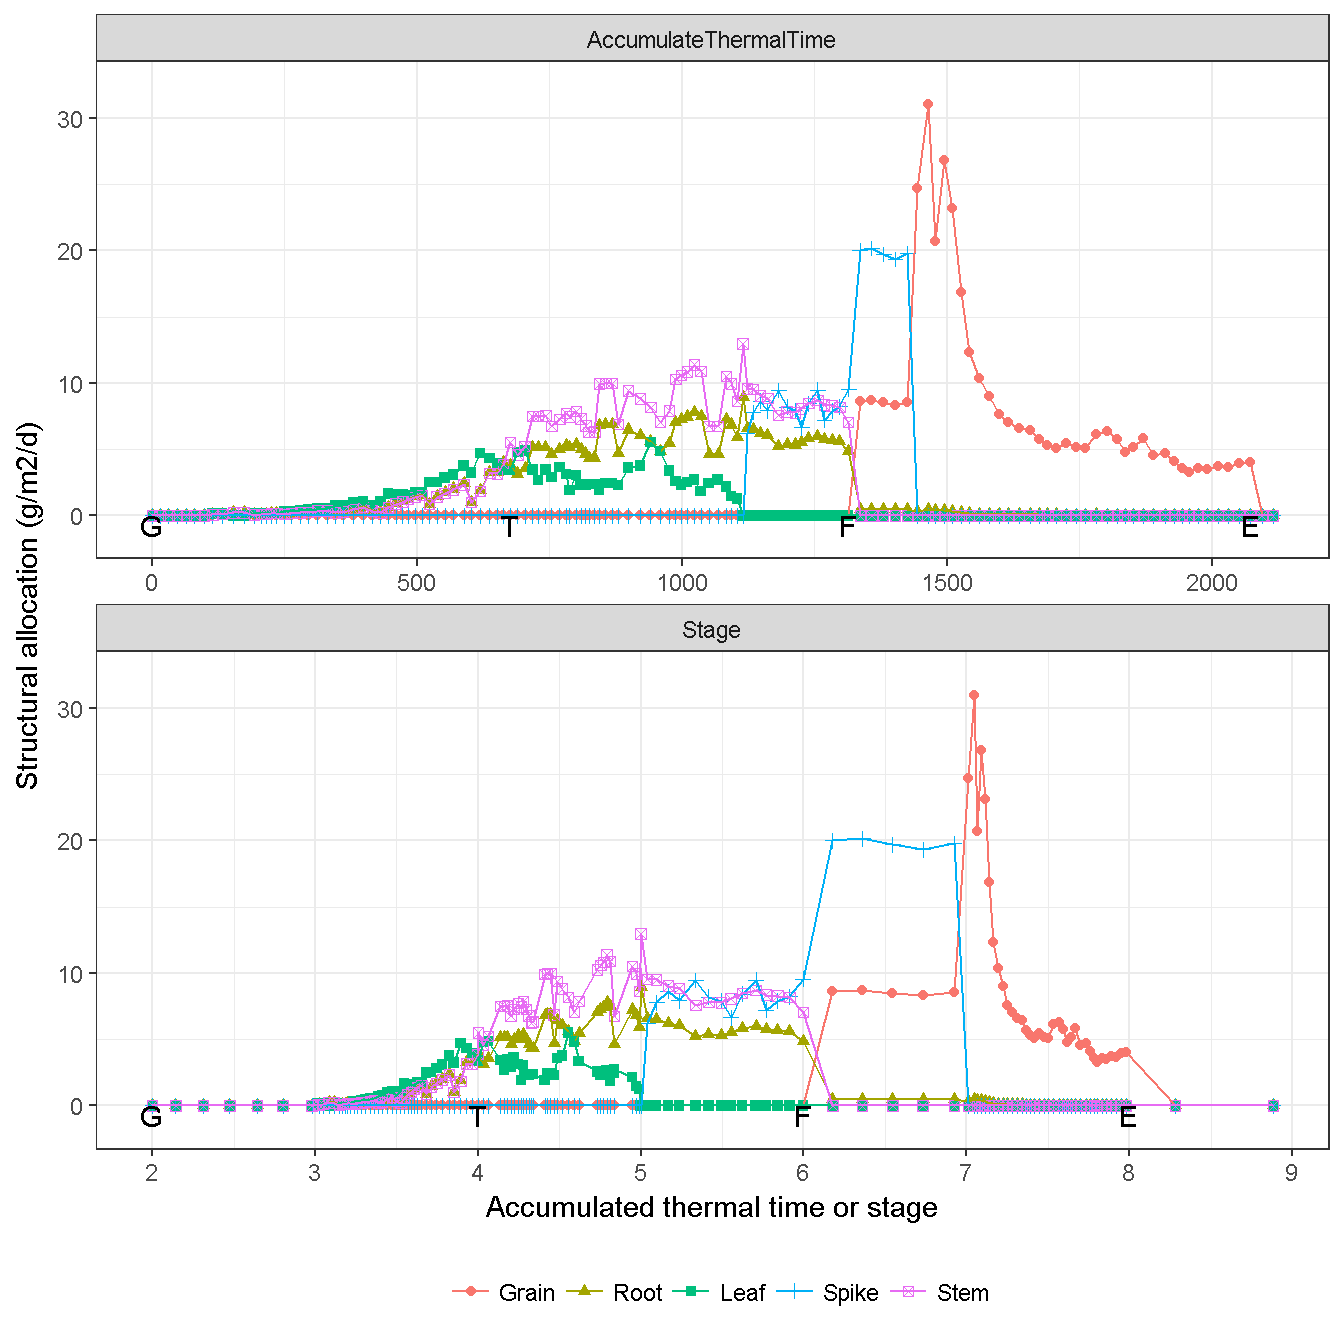 AccumulateThermalTime
30
20
10
0
G T F E
0 500 1000 1500 2000
Structural allocation (g/m2/d)
Stage
30
20
10
0
G T F E
2 3 4 5 6 7 8 9
Accumulated thermal time or stage
Grain Root Leaf Spike Stem